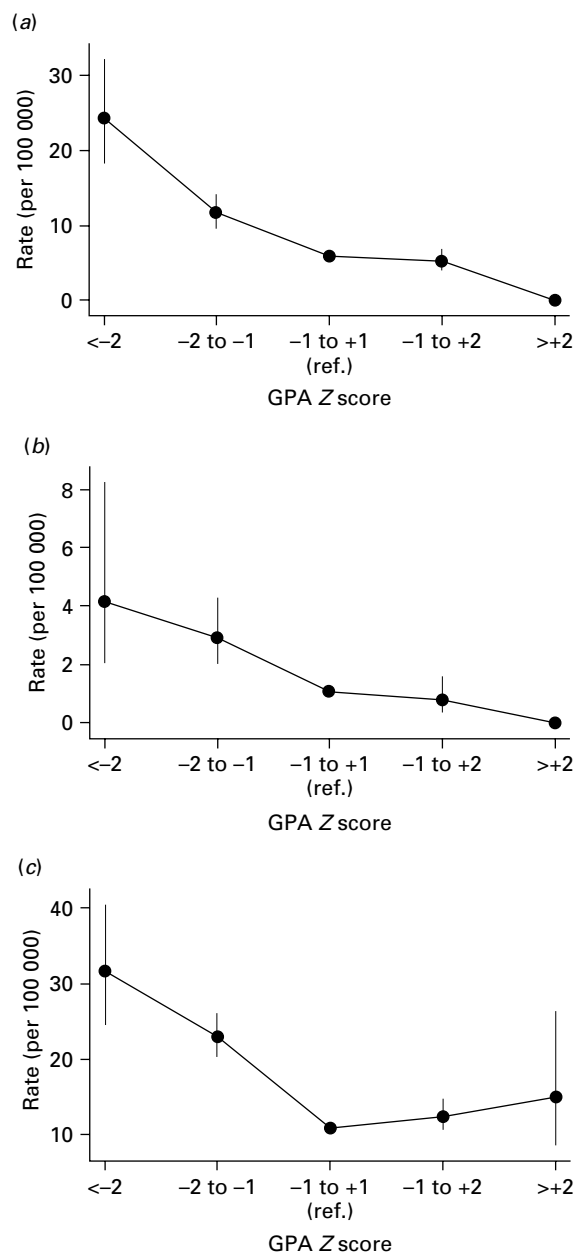 (a)
Rate (per 100 000)
30
20
10
0
<–2
–2 to –1
–1 to +1
–1 to +2
>+2
(ref.)
GPA Z score
(b)
Rate (per 100 000)
8
6
4
2
0
<–2
–2 to –1
–1 to +1
–1 to +2
>+2
(ref.)
GPA Z score
(c)
Rate (per 100 000)
40
30
20
10
<–2
–2 to –1
–1 to +1
–1 to +2
>+2
(ref.)
GPA Z score